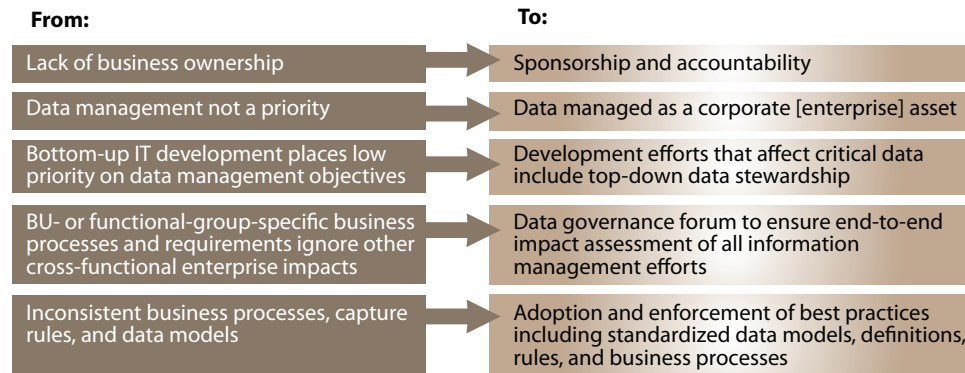 From:
To:
Lack of business ownership
Sponsorship and accountability
Data management not a priority
Data managed as a corporate [enterprise] asset
Bottom-up IT development places low
priority on data management objectives
Development efforts that affect critical data
include top-down data stewardship
BU- or functional-group-specific business
processes and requirements ignore other
cross-functional enterprise impacts
Data governance forum to ensure end-to-end
impact assessment of all information
management efforts
Inconsistent business processes, capture
rules, and data models
Adoption and enforcement of best practices
including standardized data models, definitions,
rules, and business processes